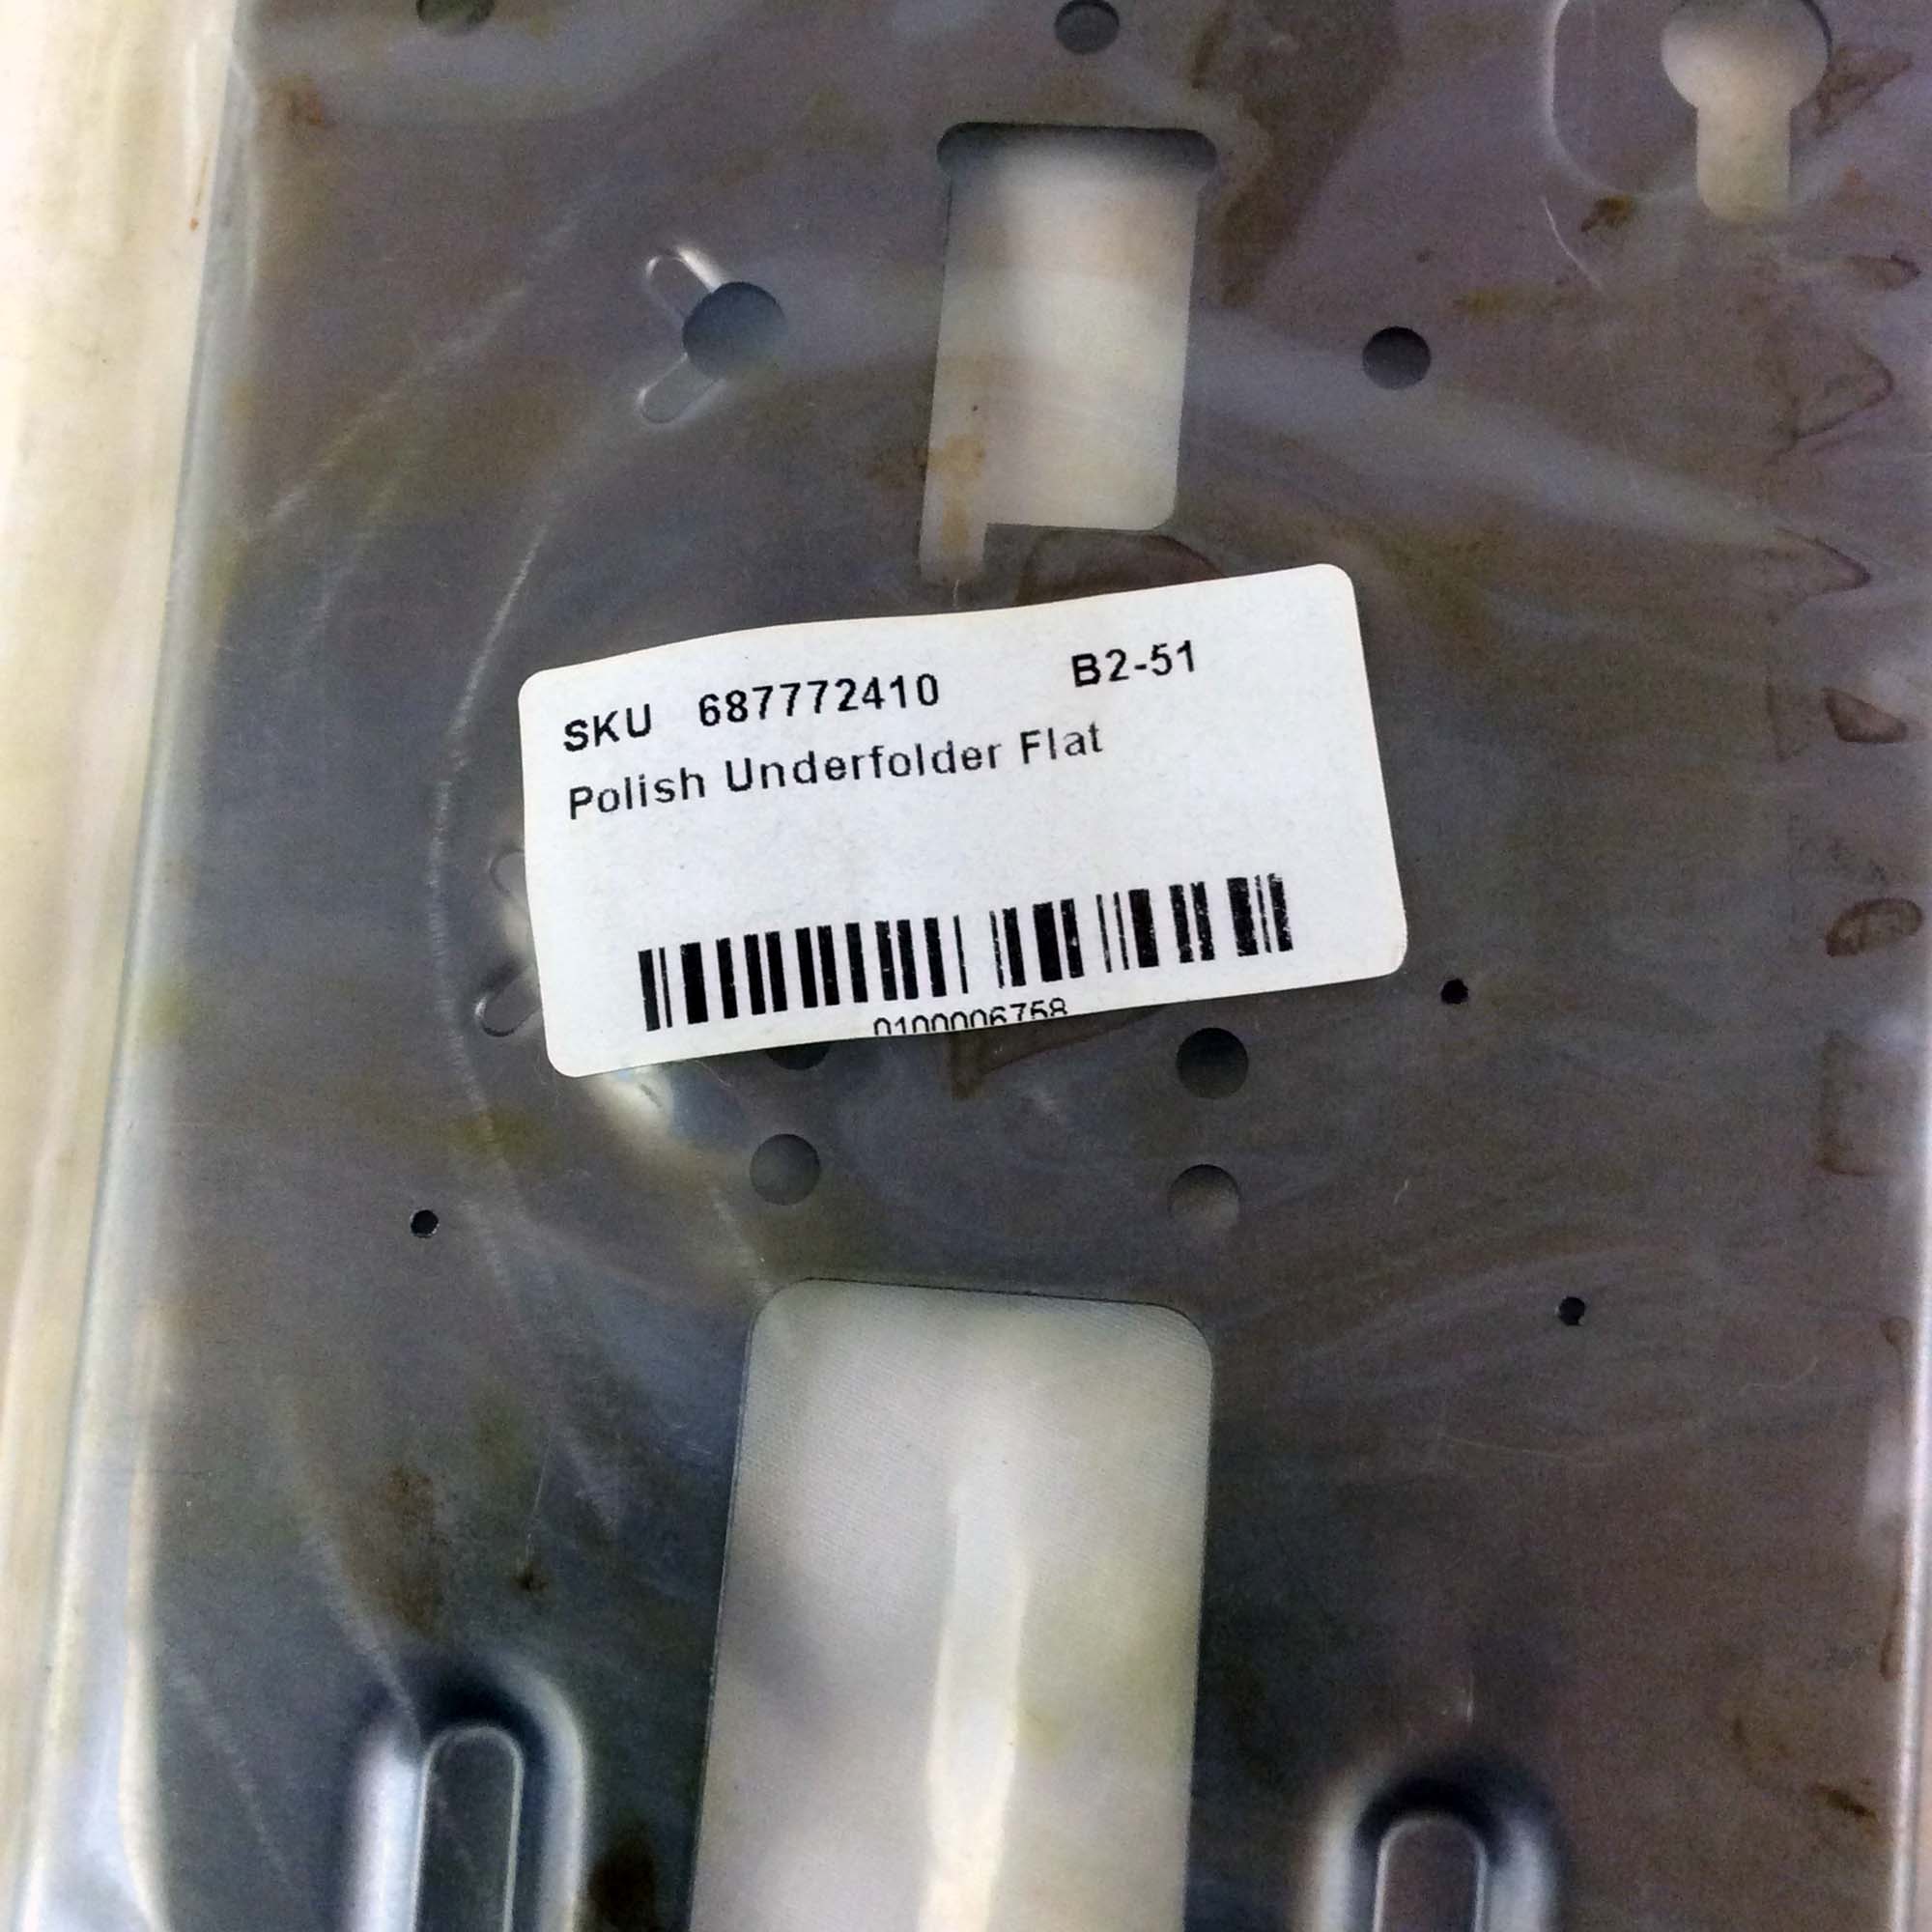 SKU 687772410 B2-51
Polish Underfolder Flat
0100006758